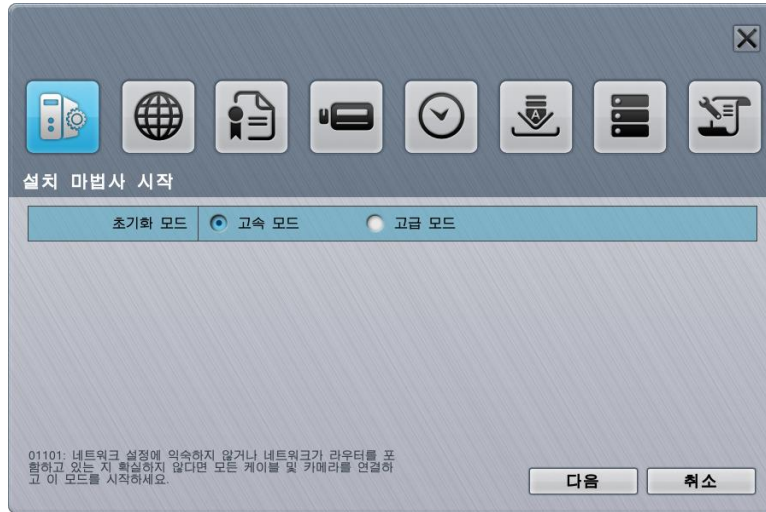 설치 마법사 시작
초기화 모드 고속 모드 고급 모드
01101: 네트워크 설정에 익숙하지 않거나 네트워크가 라우터를 포
함하고 있는 지 확실하지 않다면 모든 케이블 및 카메라를 연결하
고 이 모드를 시작하세요.
다음 취소